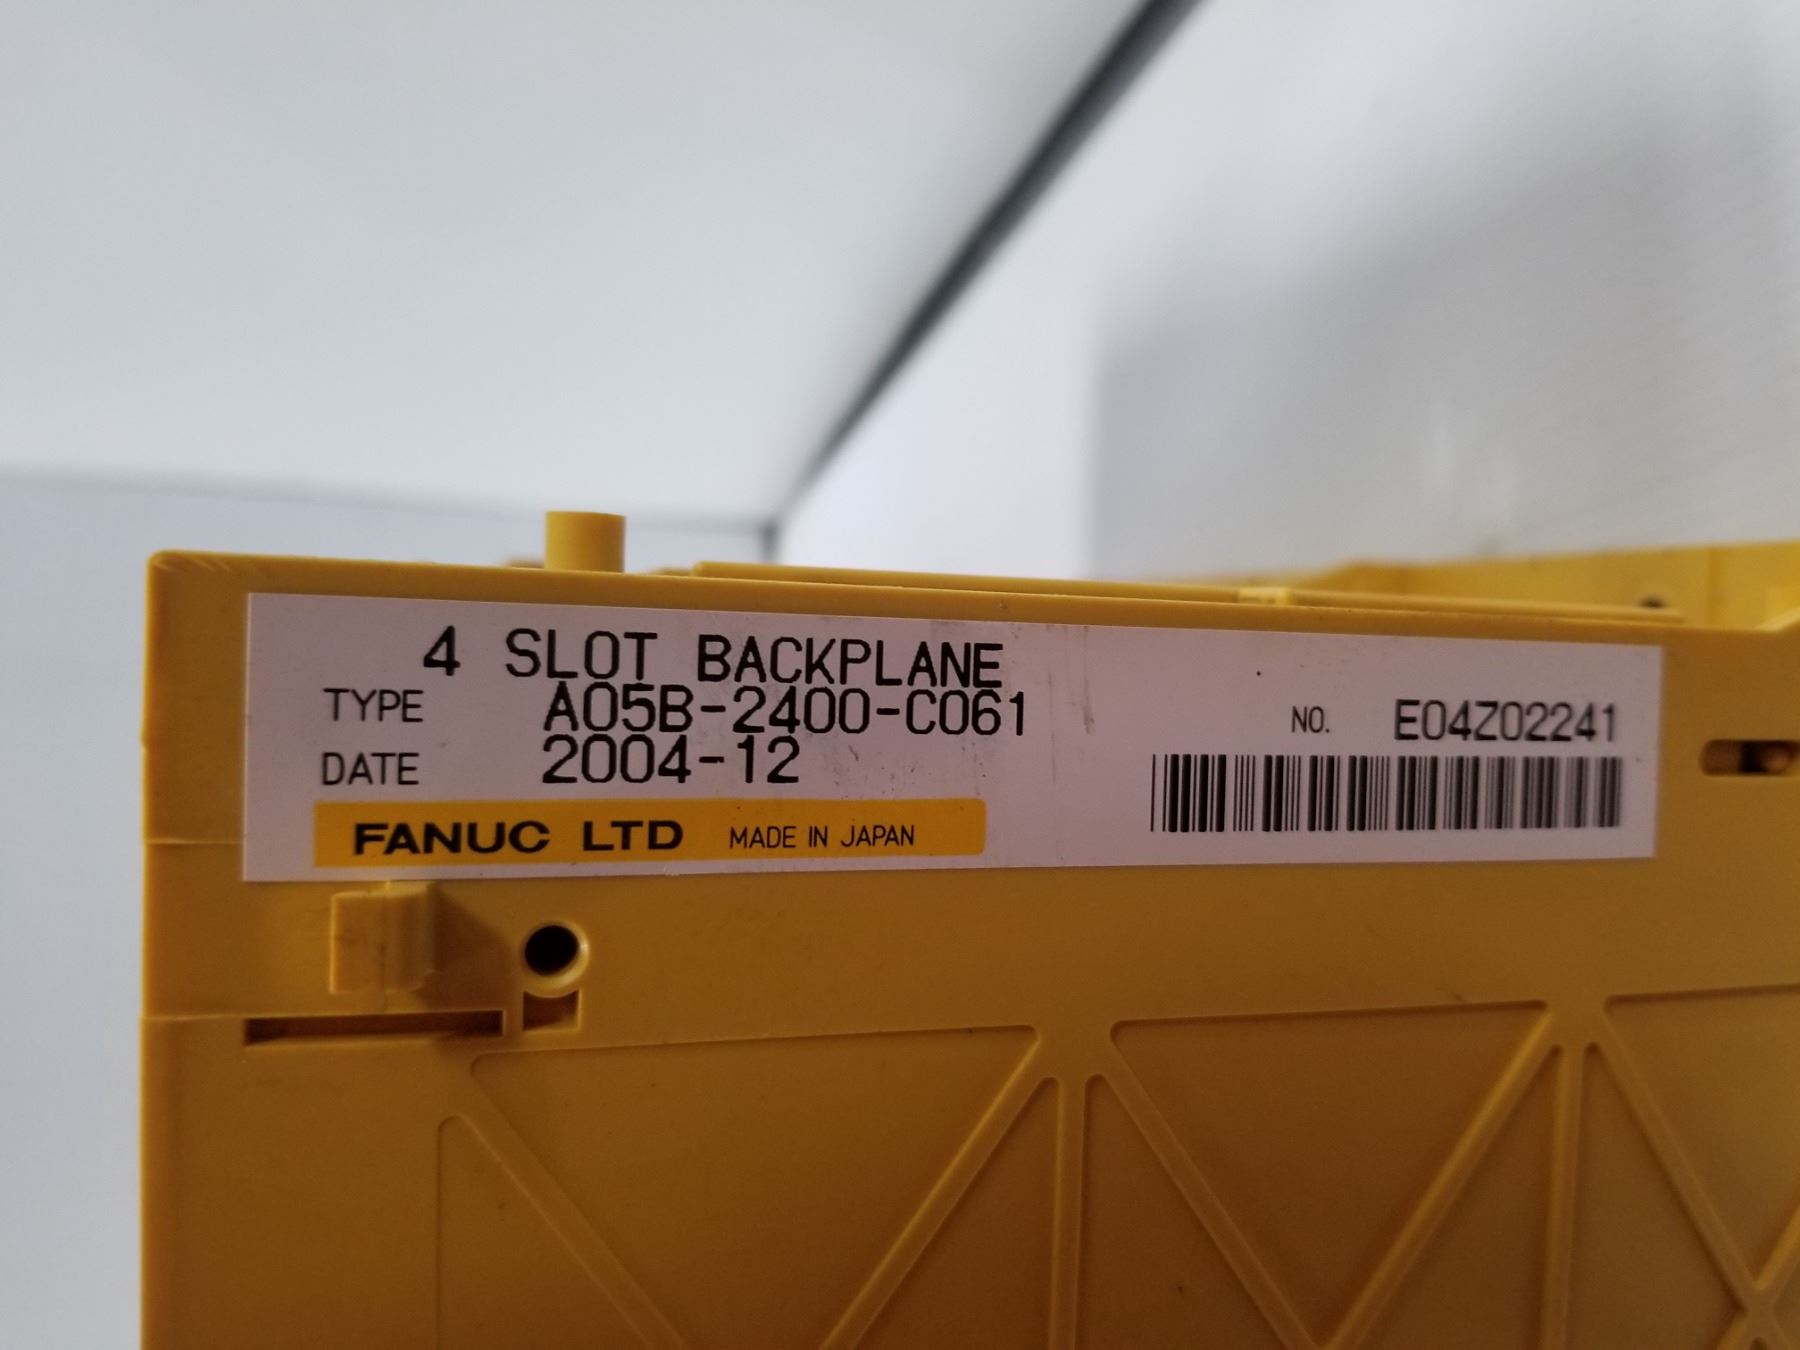 4 SLOT BACKPLANE
TYPE A05B-2400-C061
DATE 2004-12
FANUC LTD MADE IN JAPAN
NO. E04Z02241